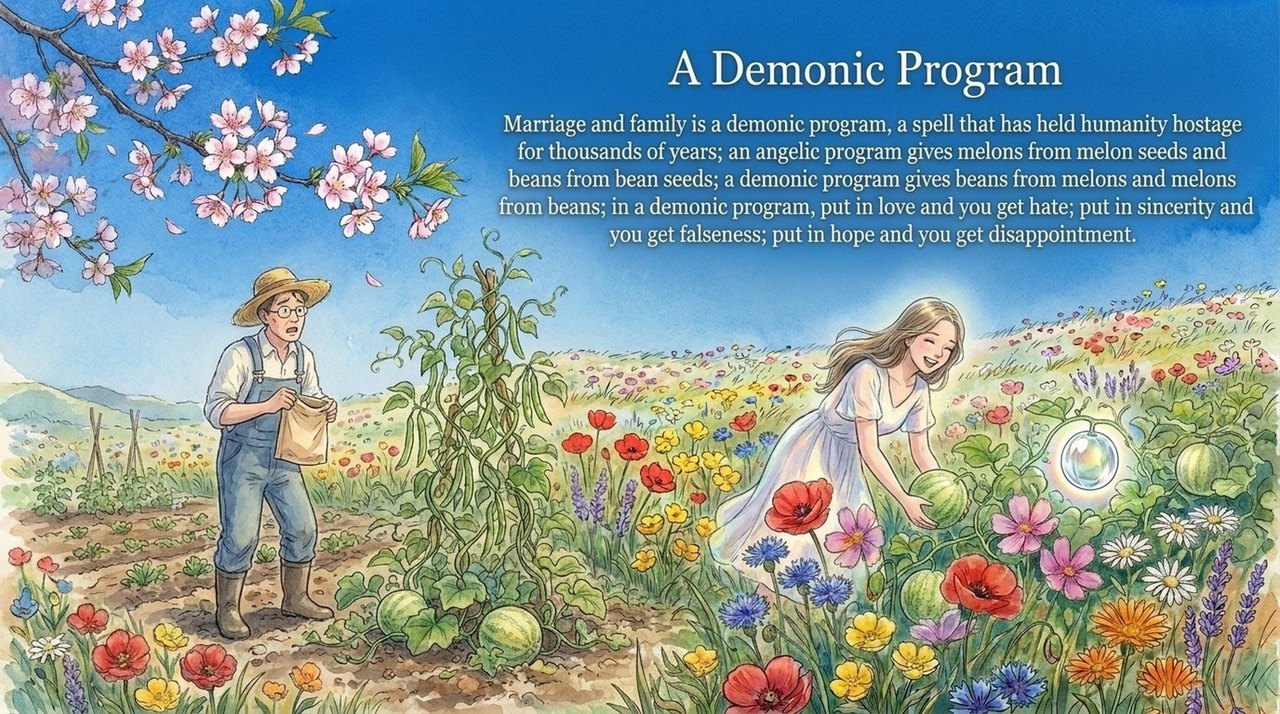 A Demonic Program
Marriage and family is a demonic program, a spell that has held humanity hostage
for thousands of years; an angelic program gives melons from melon seeds and
beans from bean seeds; a demonic program gives beans from melons and melons
from beans; in a demonic program, put in love and you get hate; put in sincerity and
you get falseness; put in hope and you get disappointment.